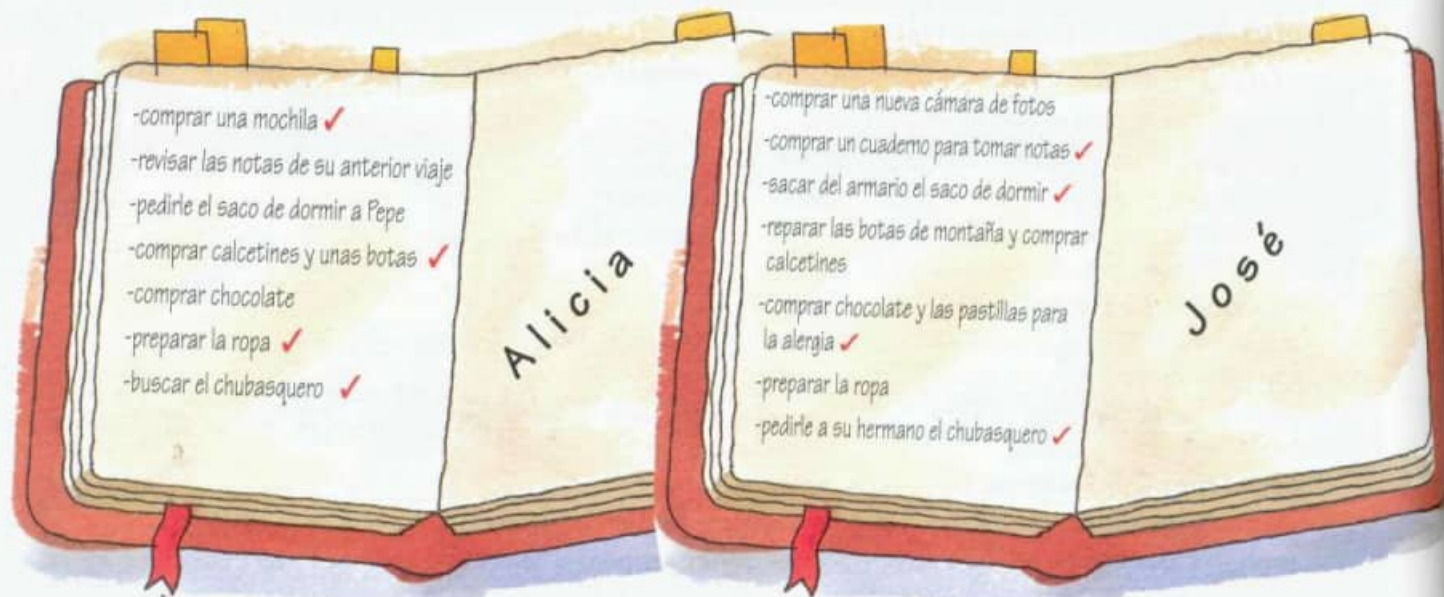 -comprar una mochila ✓
-revisar las notas de su anterior viaje
-pedirle el saco de dormir a Pepe
-comprar calcetines y unas botas ✓
-comprar chocolate
-preparar la ropa ✓
-buscar el chubasquero ✓
Alicia
-comprar una nueva cámara de fotos
-comprar un cuaderno para tomar notas ✓
-sacar del armario el saco de dormir ✓
-reparar las botas de montaña y comprar
calcetines
-comprar chocolate y las pastillas para
la alergia ✓
-preparar la ropa
-pedirle a su hermano el chubasquero ✓
José